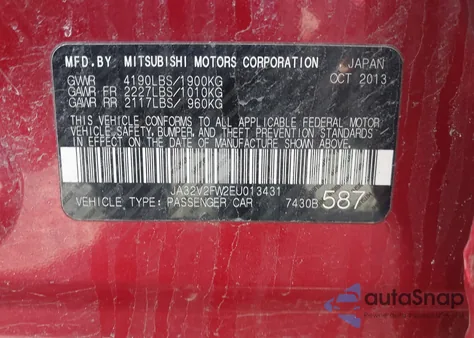 MFD.BY MITSUBISHI MOTORS CORPORATION JAPAN
GVWR 4190LBS/1900KG OCT 2013
GAWR FR 2227LBS/1010KG
GAWR RR 2117LBS/ 960KG
THIS VEHICLE CONFORMS TO ALL APPLICABLE FEDERAL MOTOR
VEHICLE SAFETY, BUMPER, AND THEFT PREVENTION STANDARDS
IN EFFECT ON THE DATE OF MANUFACTURE SHOWN ABOVE.
JA32V2FW2EU013431
VEHICLE TYPE: PASSENGER CAR 7430B 587
autoSnap